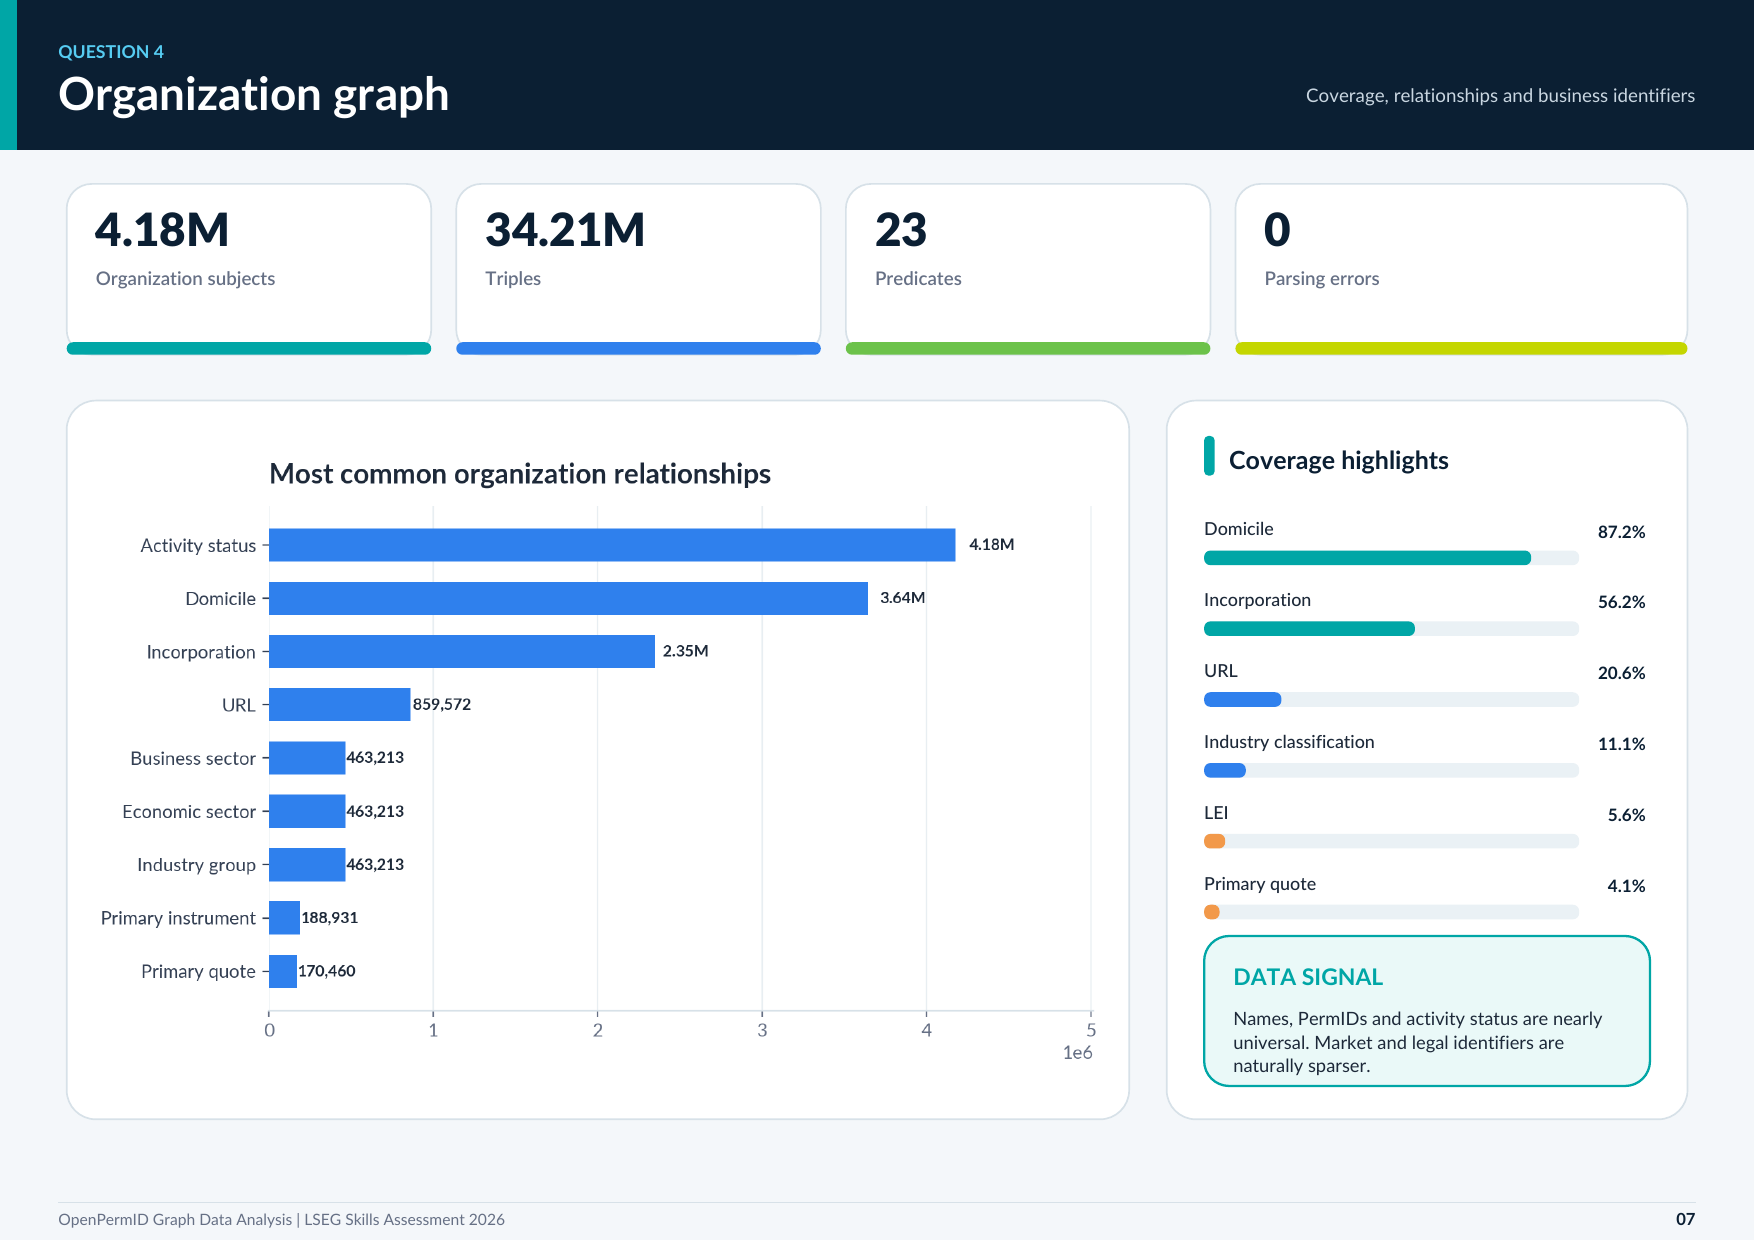 QUESTION 4
Organization graph
Coverage, relationships and business identifiers
4.18M
Organization subjects
34.21M
Triples
23
Predicates
0
Parsing errors
Most common organization relationships
Activity status
4.18M
Domicile
3.64M
Incorporation
2.35M
URL
859,572
Business sector
463,213
Economic sector
463,213
Industry group
463,213
Primary instrument
188,931
Primary quote
170,460
0 1 2 3 4 5
1e6
Coverage highlights
Domicile
87.2%
Incorporation
56.2%
URL
20.6%
Industry classification
11.1%
LEI
5.6%
Primary quote
4.1%
DATA SIGNAL
Names, PermIDs and activity status are nearly
universal. Market and legal identifiers are
naturally sparser.
OpenPermID Graph Data Analysis | LSEG Skills Assessment 2026
07